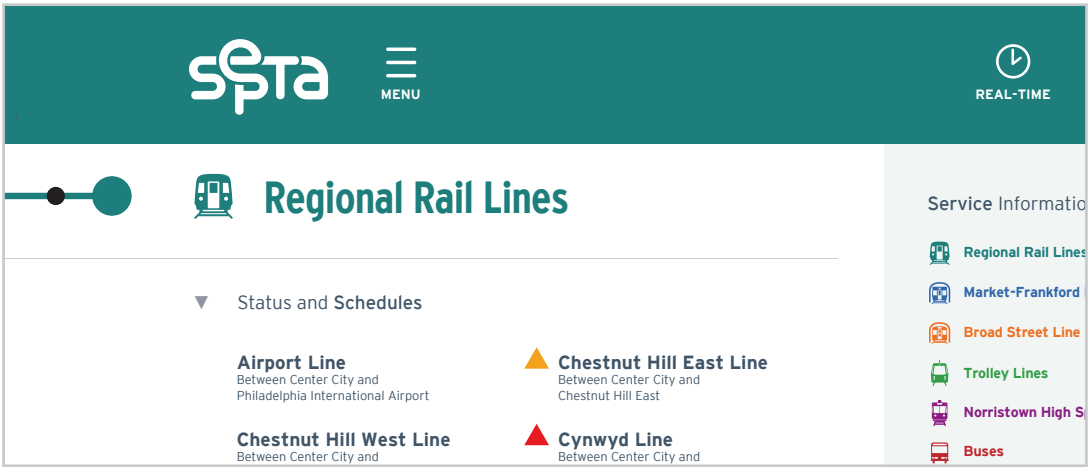 septa
MENU
REAL-TIME
Regional Rail Lines
Status and Schedules
Airport Line
Between Center City and
Philadelphia International Airport
Chestnut Hill East Line
Between Center City and
Chestnut Hill East
Chestnut Hill West Line
Between Center City and
Cynwyd Line
Between Center City and
Service Informatio
Regional Rail Lines
Market-Frankford
Broad Street Line
Trolley Lines
Norristown High S
Buses